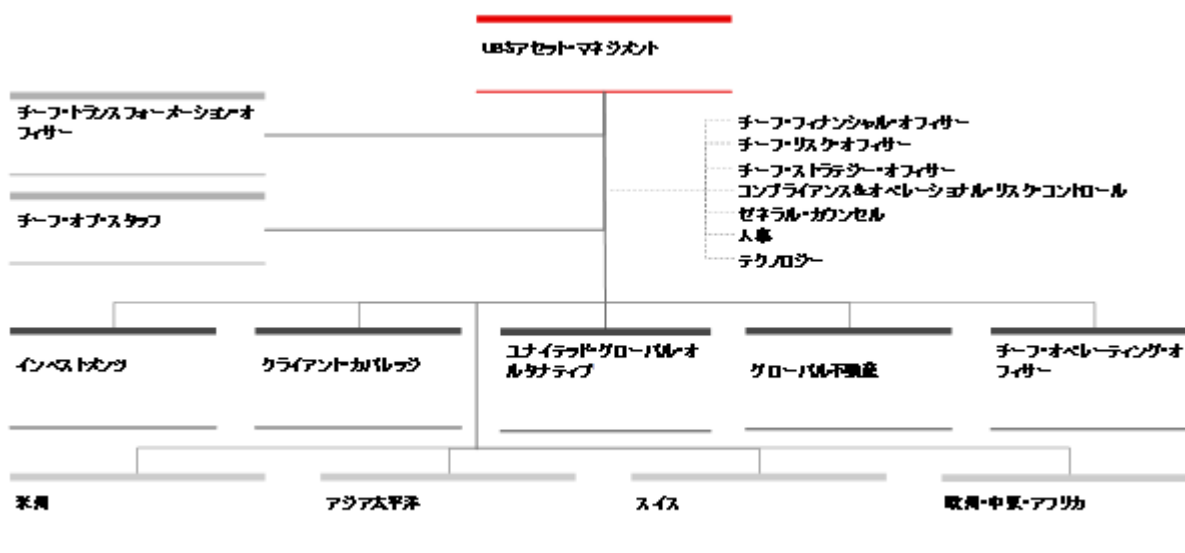 UBSアセット・マネジメント
チーフ・トランスフォーメーション・オ
フィサー
チーフ・オブ・スタッフ
チーフ・フィナンシャル・オフィサー
チーフ・リスク・オフィサー
チーフ・ストラテジー・オフィサー
コンプライアンス&オペレーショナル・リスク・コントロール
ゼネラル・カウンセル
人事
テクノロジー
インベストメンツ
クライアント・カバレッジ
ユナイテッド・グローバル・オ
ルタナティブ
グローバル不動産
チーフ・オペレーティング・オ
フィサー
米州
アジア太平洋
スイス
欧州・中東・アフリカ